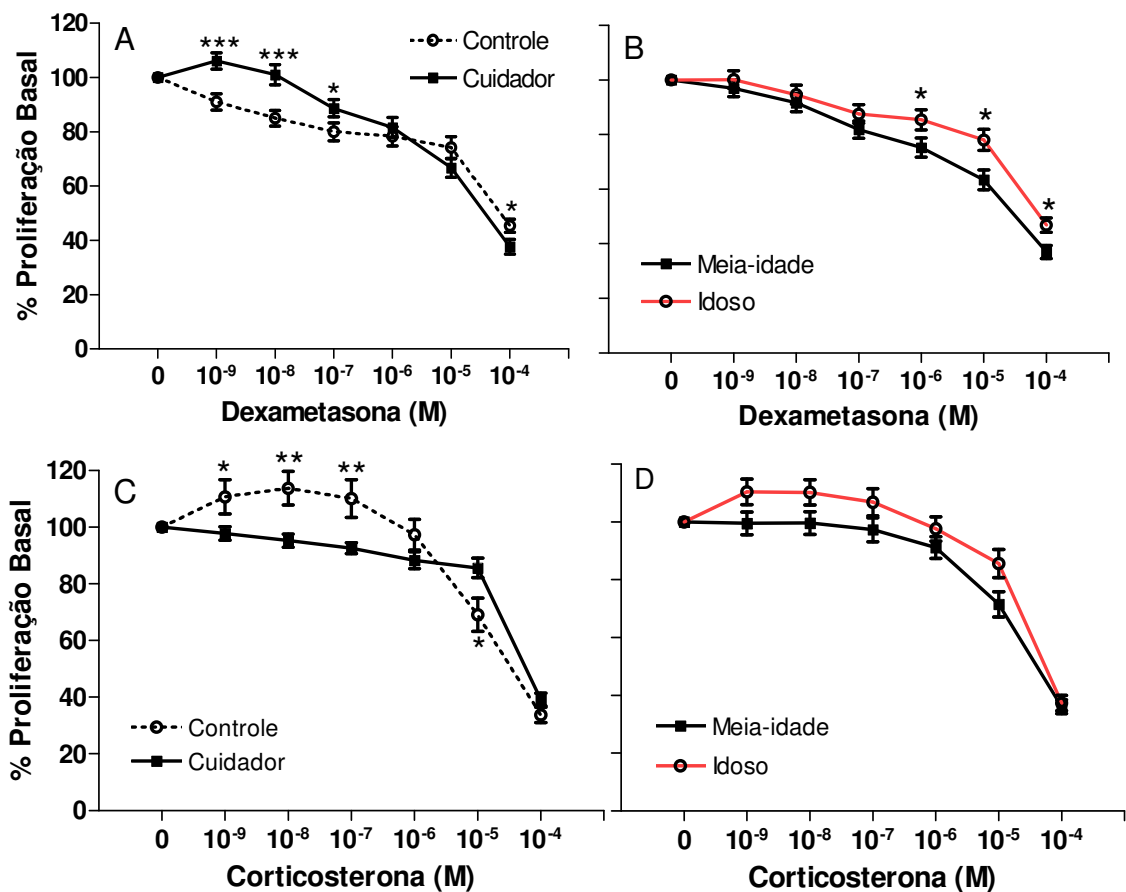 A
120
100
80
60
40
20
0
% Proliferação Basal
*** *** * *
Controle
Cuidador
0 10⁻⁹ 10⁻⁸ 10⁻⁷ 10⁻⁶ 10⁻⁵ 10⁻⁴
Dexametasona (M)
B
* * *
Meia-idade
Idoso
0 10⁻⁹ 10⁻⁸ 10⁻⁷ 10⁻⁶ 10⁻⁵ 10⁻⁴
Dexametasona (M)
C
120
100
80
60
40
20
0
% Proliferação Basal
* ** ** *
Controle
Cuidador
0 10⁻⁹ 10⁻⁸ 10⁻⁷ 10⁻⁶ 10⁻⁵ 10⁻⁴
Corticosterona (M)
D
Meia-idade
Idoso
0 10⁻⁹ 10⁻⁸ 10⁻⁷ 10⁻⁶ 10⁻⁵ 10⁻⁴
Corticosterona (M)